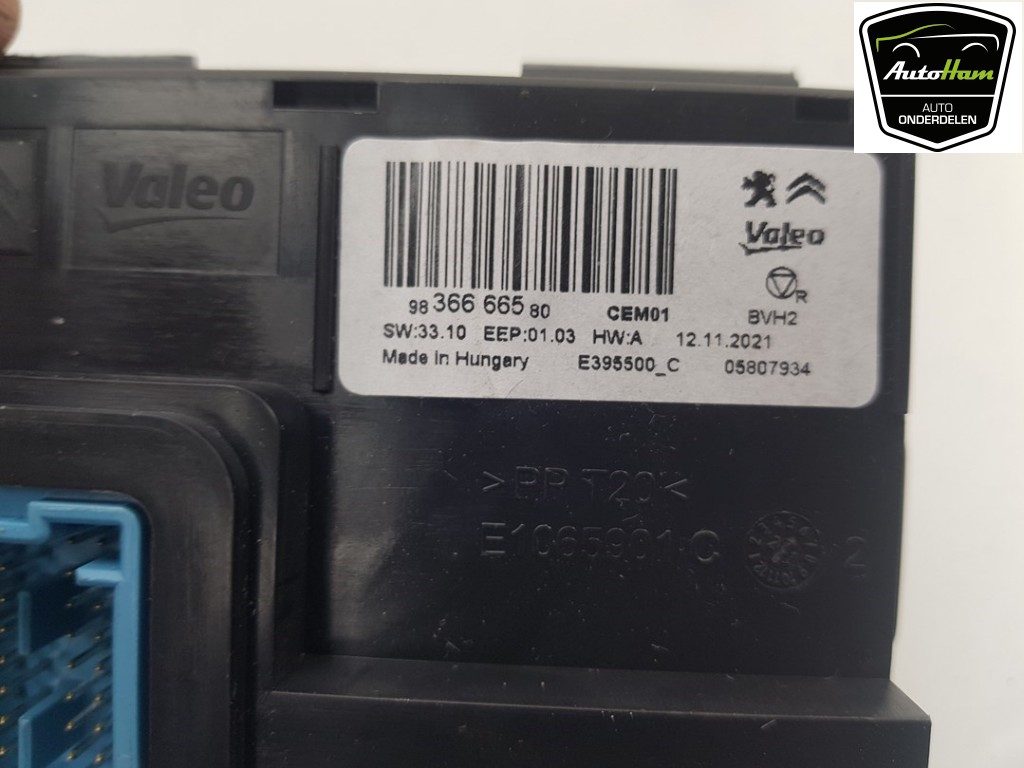 AutoHam
AUTO
ONDERDELEN
Valeo
98 366 665 80 CEM01
SW:33.10 EEP:01.03 HW:A 12.11.2021
Made in Hungary E395500_C 05807934
Valeo
R
BVH2
>PP T20<
E1065901 C 2